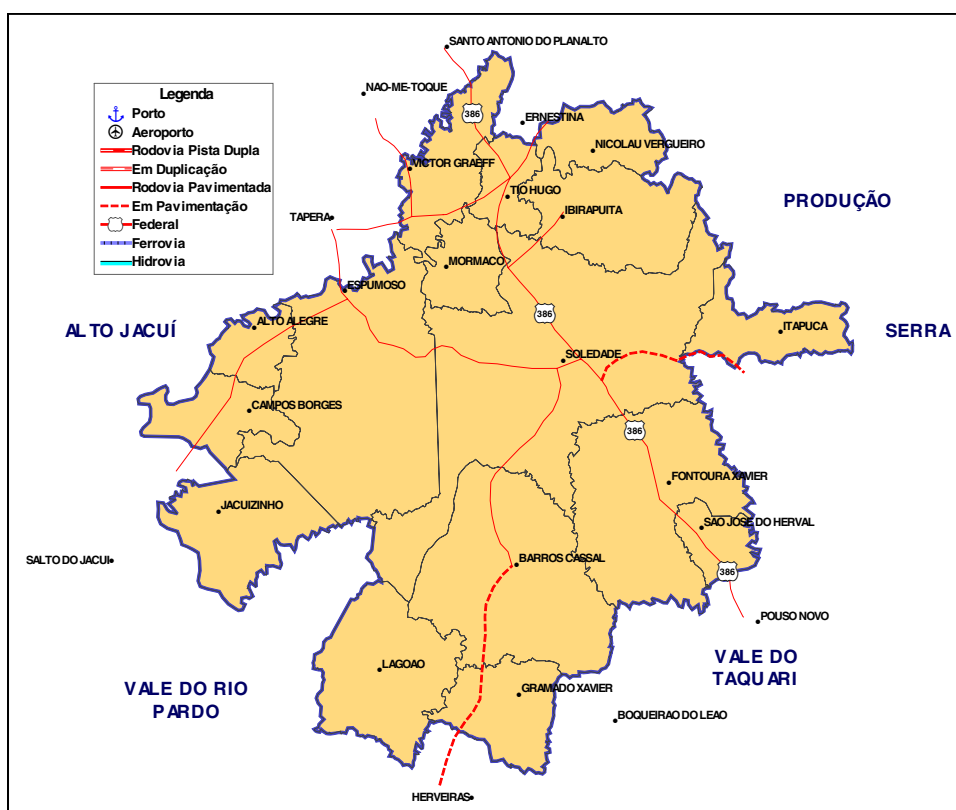 SANTO ANTONIO DO PLANALTO
NAO-ME-TOQUE
Legenda
Porto
Aeroporto
Rodovia Pista Dupla
Em Duplicação
Rodovia Pavimentada
Em Pavimentação
Federal
Ferrovia
Hidrovia
386
ERNESTINA
NICOLAU VERGUEIRO
VICTOR GRAEFF
TIO HUGO
PRODUÇÃO
TAPERA
IBIRAPUITA
MORMACO
ESPUMOSO
386
ALTO JACUÍ
ALTO ALEGRE
ITAPUCA
SERRA
SOLEDADE
CAMPOS BORGES
386
FONTOURA XAVIER
JACUIZINHO
SAO JOSE DO HERVAL
SALTO DO JACUI
BARROS CASSAL
386
POUSO NOVO
VALE DO
TAQUARI
LAGOAO
VALE DO RIO
PARDO
GRAMADO XAVIER
BOQUEIRAO DO LEAO
HERVEIRAS